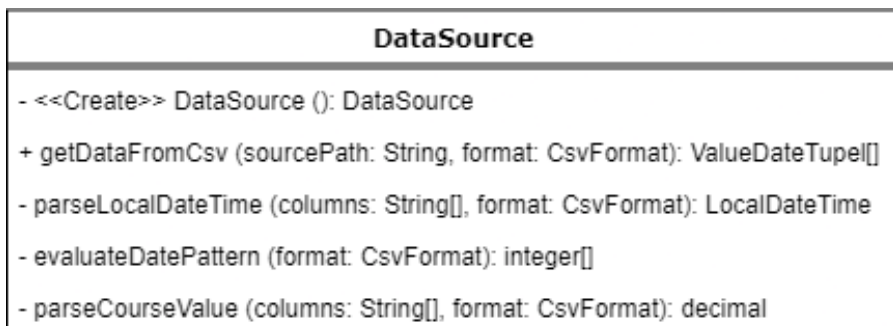 DataSource
- <<Create>> DataSource (): DataSource
+ getDataFromCsv (sourcePath: String, format: CsvFormat): ValueDateTupel[]
- parseLocalDateTime (columns: String[], format: CsvFormat): LocalDateTime
- evaluateDatePattern (format: CsvFormat): integer[]
- parseCourseValue (columns: String[], format: CsvFormat): decimal